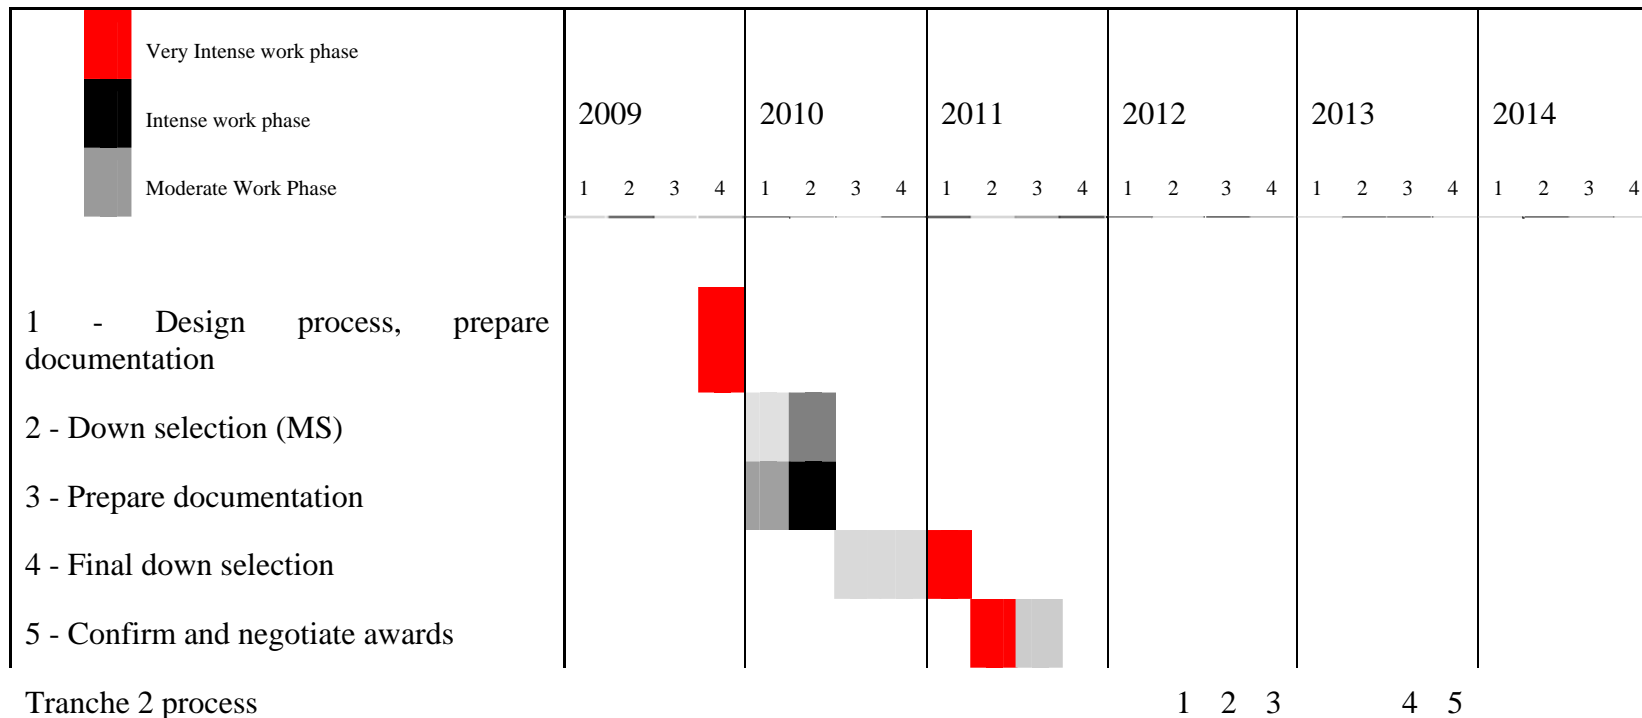 Very Intense work phase
Intense work phase
Moderate Work Phase
2009 2010 2011 2012 2013 2014
1 2 3 4 1 2 3 4 1 2 3 4 1 2 3 4 1 2 3 4 1 2 3 4
1 - Design process, prepare
documentation
2 - Down selection (MS)
3 - Prepare documentation
4 - Final down selection
5 - Confirm and negotiate awards
Tranche 2 process 1 2 3 4 5